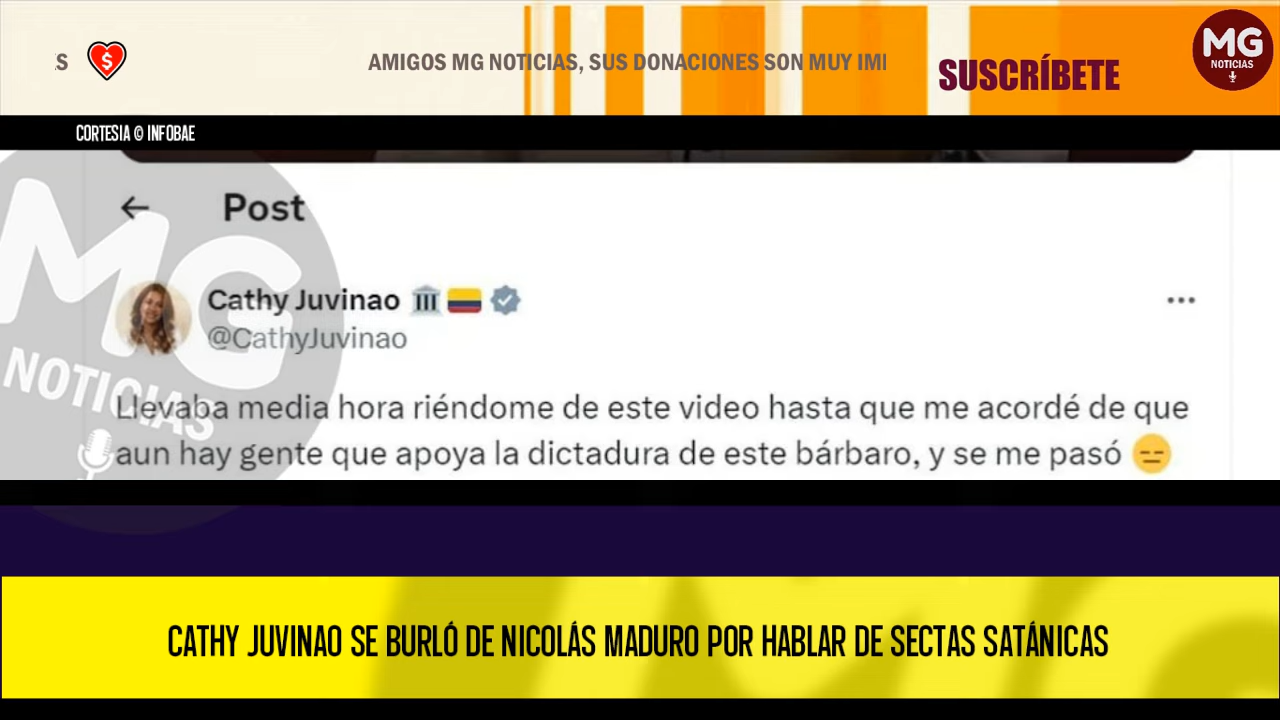 S
AMIGOS MG NOTICIAS, SUS DONACIONES SON MUY IMI
SUSCRÍBETE
MG
NOTICIAS
CORTESIA © INFOBAE
Post
Cathy Juvinao
@CathyJuvinao
Llevaba media hora riéndome de este video hasta que me acordé de que
aun hay gente que apoya la dictadura de este bárbaro, y se me pasó
MG
NOTICIAS
CATHY JUVINAO SE BURLÓ DE NICOLÁS MADURO POR HABLAR DE SECTAS SATÁNICAS